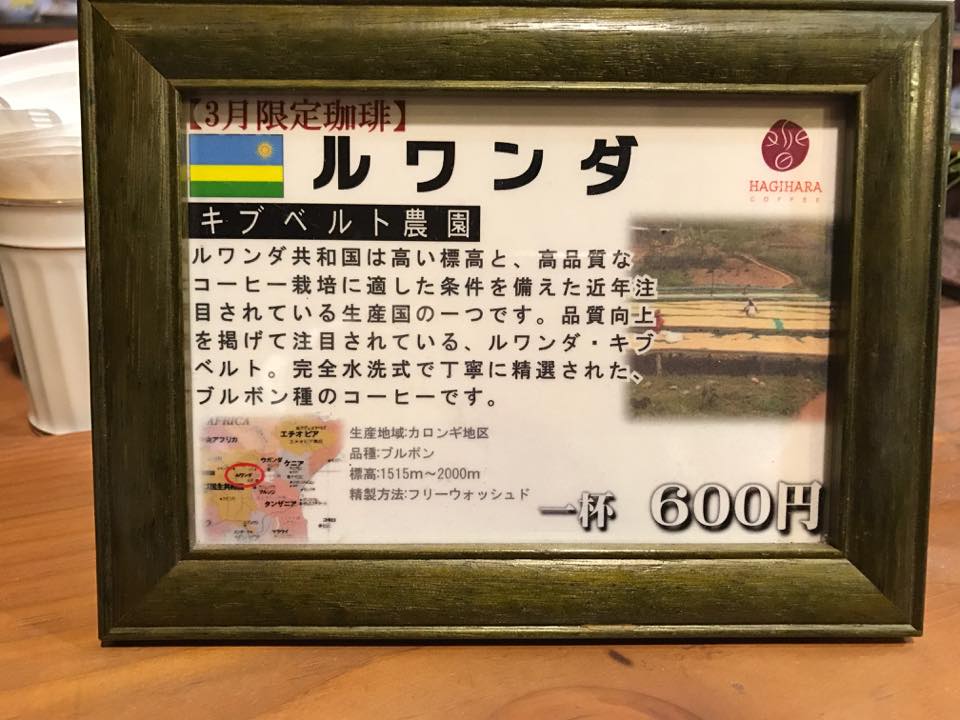 【3月限定珈琲】
ルワンダ
HAGIHARA
COFFEE
キブベルト農園
ルワンダ共和国は高い標高と、高品質な
コーヒー栽培に適した条件を備えた近年注
目されている生産国の一つです。品質向上
を掲げて注目されている、ルワンダ・キブ
ベルト。完全水洗式で丁寧に精選された、
ブルボン種のコーヒーです。
AFRICA
エチオピア
ウガンダ
ケニア
ルワンダ
タンザニア
生産地域:カロンギ地区
品種:ブルボン
標高:1515m～2000m
精製方法:フリーウォッシュド
一杯 600円